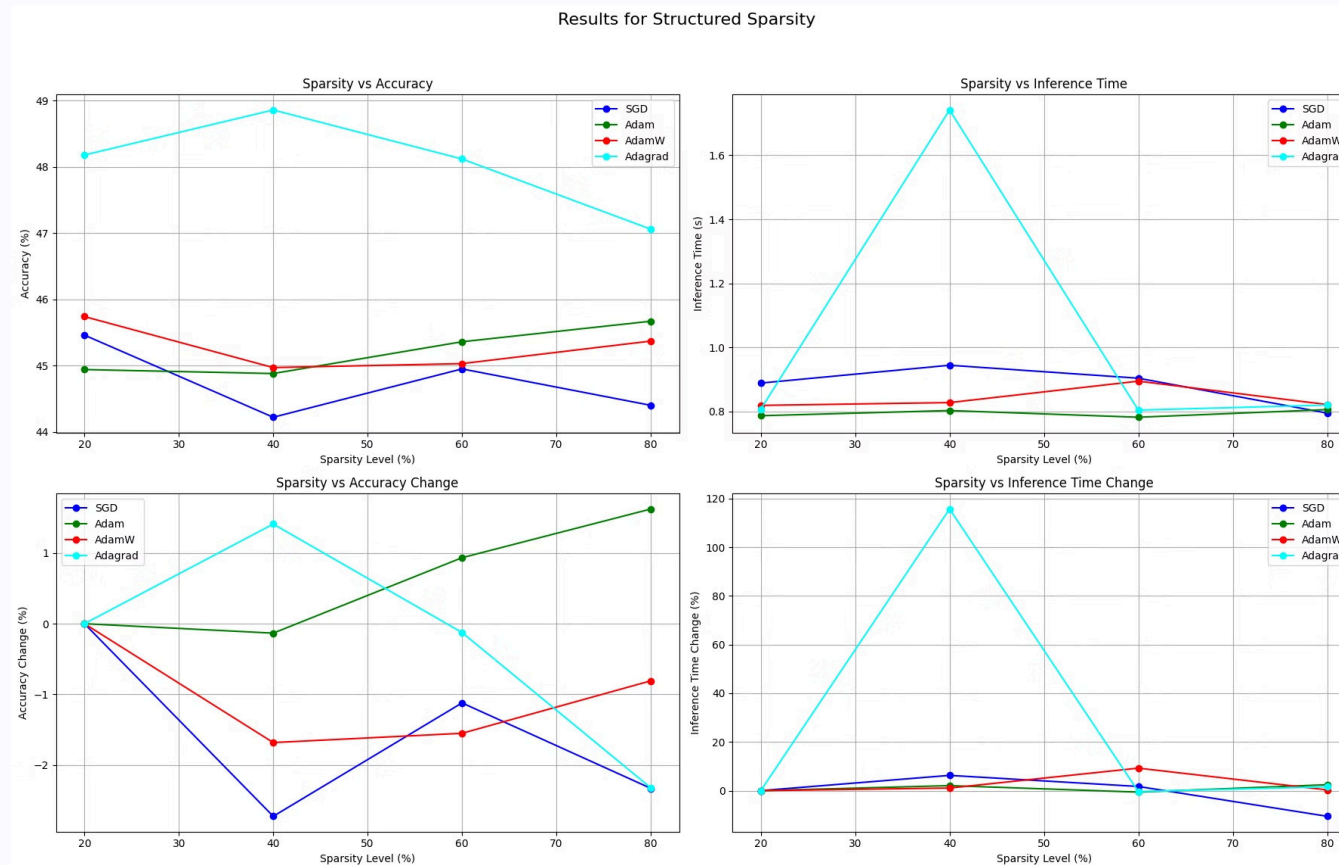 Results for Structured Sparsity
Sparsity vs Accuracy
49
48
47
46
45
44
Accuracy (%)
20 30 40 50 60 70 80
Sparsity Level (%)
SGD
Adam
AdamW
Adagrad
Sparsity vs Inference Time
1.6
1.4
1.2
1.0
0.8
Inference Time (s)
20 30 40 50 60 70 80
Sparsity Level (%)
SGD
Adam
AdamW
Adagrad
Sparsity vs Accuracy Change
1
0
−1
−2
Accuracy Change (%)
20 30 40 50 60 70 80
Sparsity Level (%)
SGD
Adam
AdamW
Adagrad
Sparsity vs Inference Time Change
120
100
80
60
40
20
0
Inference Time Change (%)
20 30 40 50 60 70 80
Sparsity Level (%)
SGD
Adam
AdamW
Adagrad